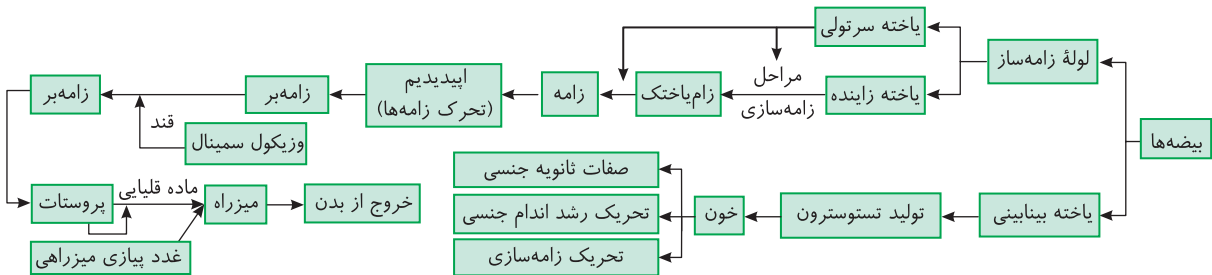 بیضه‌ها
لولهٔ زامه‌ساز
یاخته سرتولی
یاخته زاینده
مراحل
زامه‌سازی
زام‌یاختک
زامه
اپیدیدیم
(تحرک زامه‌ها)
زامه‌بر
قند
وزیکول سمینال
زامه‌بر
پروستات
ماده قلیایی
غدد پیازی میزراهی
میزراه
خروج از بدن
یاخته بینابینی
تولید تستوسترون
خون
صفات ثانویه جنسی
تحریک رشد اندام جنسی
تحریک زامه‌سازی